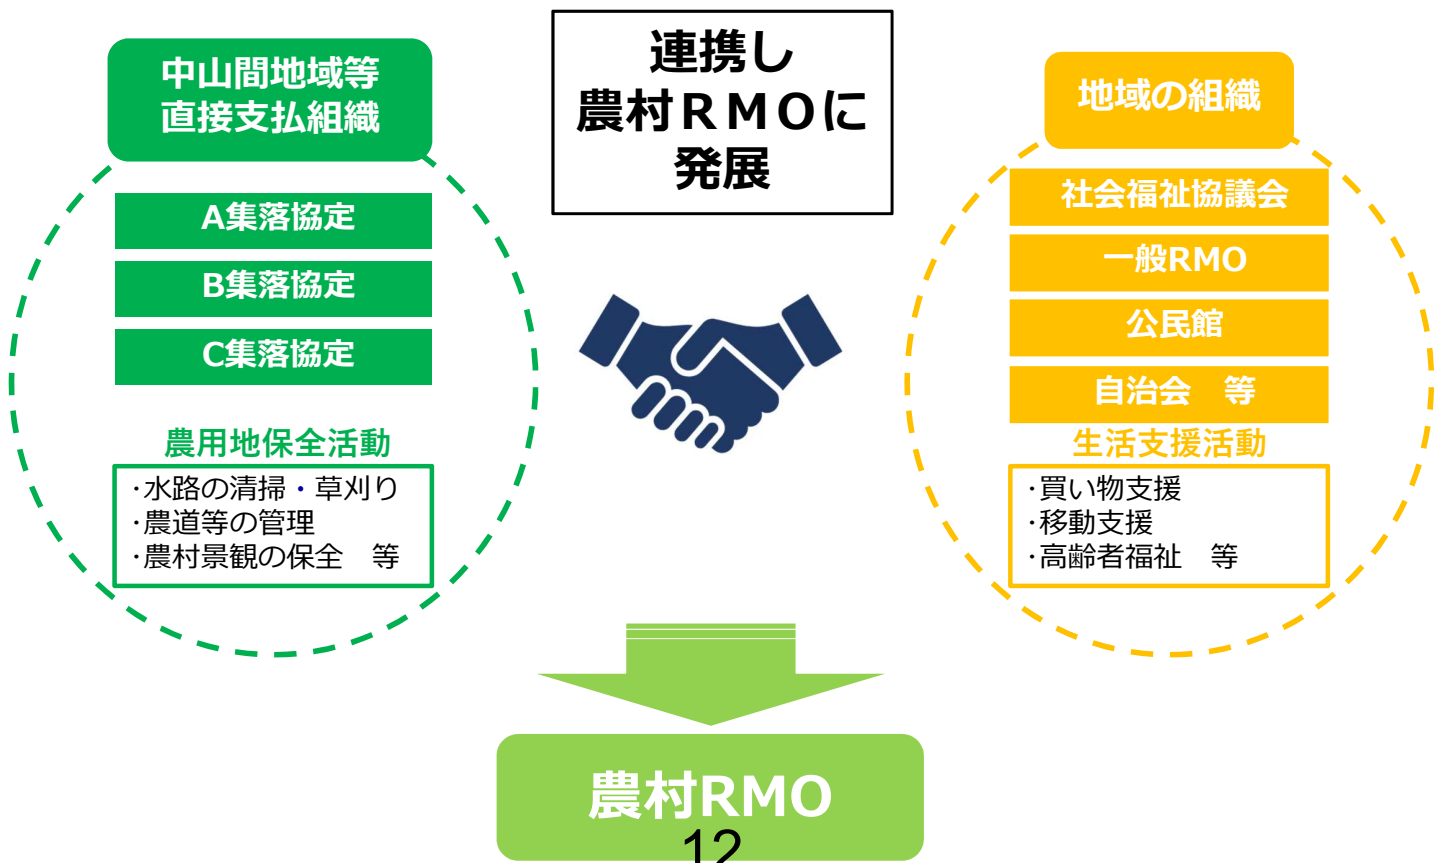 中山間地域等
直接支払組織
A集落協定
B集落協定
C集落協定
農用地保全活動
･水路の清掃・草刈り
･農道等の管理
･農村景観の保全　等
連携し
農村ＲＭＯに
発展
地域の組織
社会福祉協議会
一般RMO
公民館
自治会　等
生活支援活動
･買い物支援
･移動支援
･高齢者福祉　等
農村RMO
12